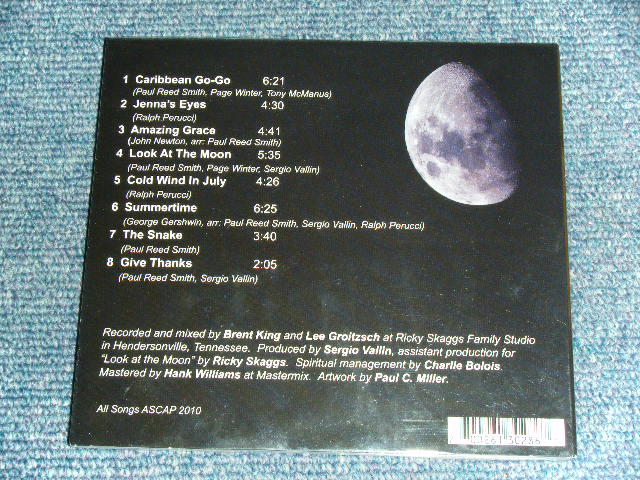 1 Caribbean Go-Go 6:21
(Paul Reed Smith, Page Winter, Tony McManus)
2 Jenna's Eyes 4:30
(Ralph Perucci)
3 Amazing Grace 4:41
(John Newton, arr: Paul Reed Smith)
4 Look At The Moon 5:35
(Paul Reed Smith, Page Winter, Sergio Vallin)
5 Cold Wind In July 4:26
(Ralph Perucci)
6 Summertime 6:25
(George Gershwin, arr: Paul Reed Smith, Sergio Vallin, Ralph Perucci)
7 The Snake 3:40
(Paul Reed Smith)
8 Give Thanks 2:05
(Paul Reed Smith, Sergio Vallin)
Recorded and mixed by Brent King and Lee Groitzsch at Ricky Skaggs Family Studio
in Hendersonville, Tennessee. Produced by Sergio Vallin, assistant production for
"Look at the Moon" by Ricky Skaggs. Spiritual management by Charlie Bolois.
Mastered by Hank Williams at Mastermix. Artwork by Paul C. Miller.
All Songs ASCAP 2010